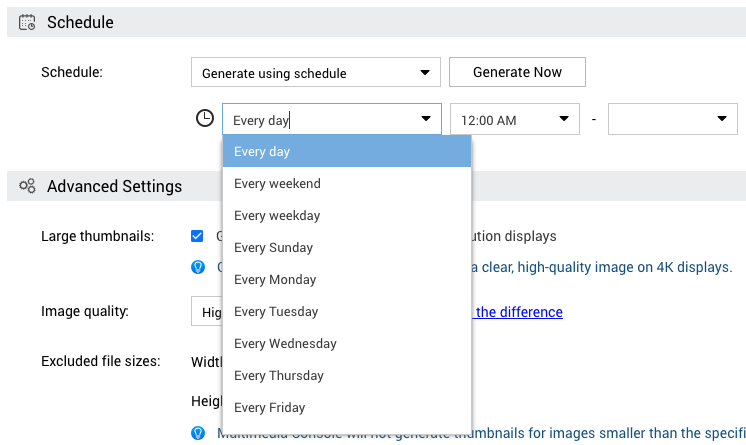 Schedule
Schedule: Generate using schedule Generate Now
Every day 12:00 AM -
Every day
Every weekend
Advanced Settings Every weekday
Large thumbnails: ution displays
Every Sunday
a clear, high-quality image on 4K displays.
Every Monday
Image quality: Hig Every Tuesday the difference
Every Wednesday
Excluded file sizes: Widt
Every Thursday
Heig Every Friday
Multimedia Console will not generate thumbnails for images smaller than the specifi